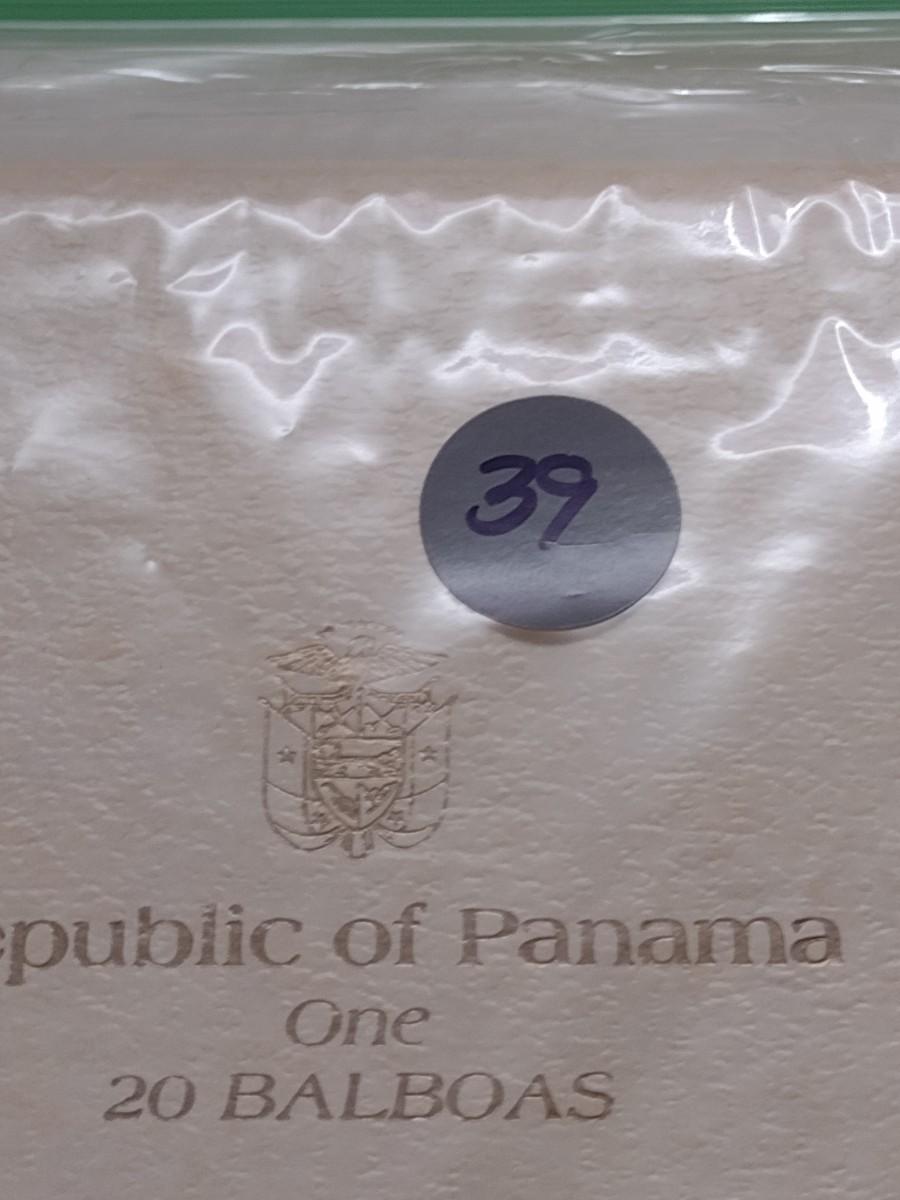 39
epublic of Panama
One
20 BALBOAS